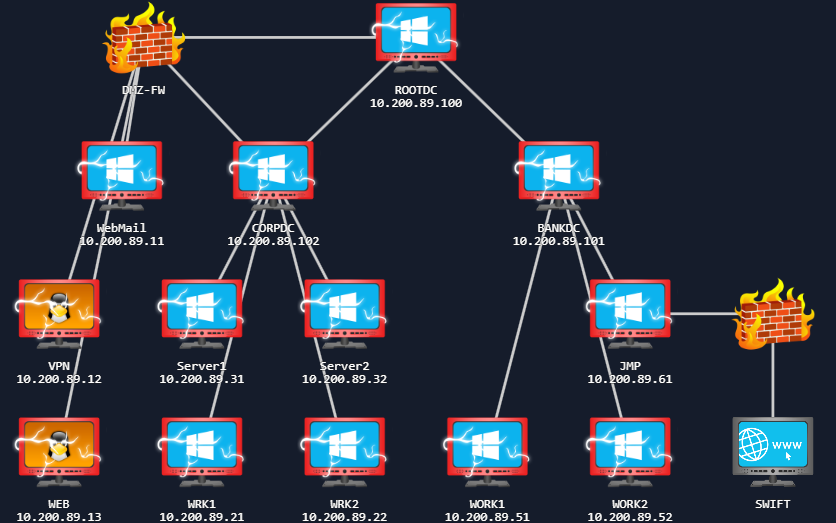 DMZ-FW
ROOTDC
10.200.89.100
WebMail
10.200.89.11
CORPDC
10.200.89.102
BANKDC
10.200.89.101
VPN
10.200.89.12
Server1
10.200.89.31
Server2
10.200.89.32
JMP
10.200.89.61
WWW
WEB
10.200.89.13
WRK1
10.200.89.21
WRK2
10.200.89.22
WORK1
10.200.89.51
WORK2
10.200.89.52
SWIFT